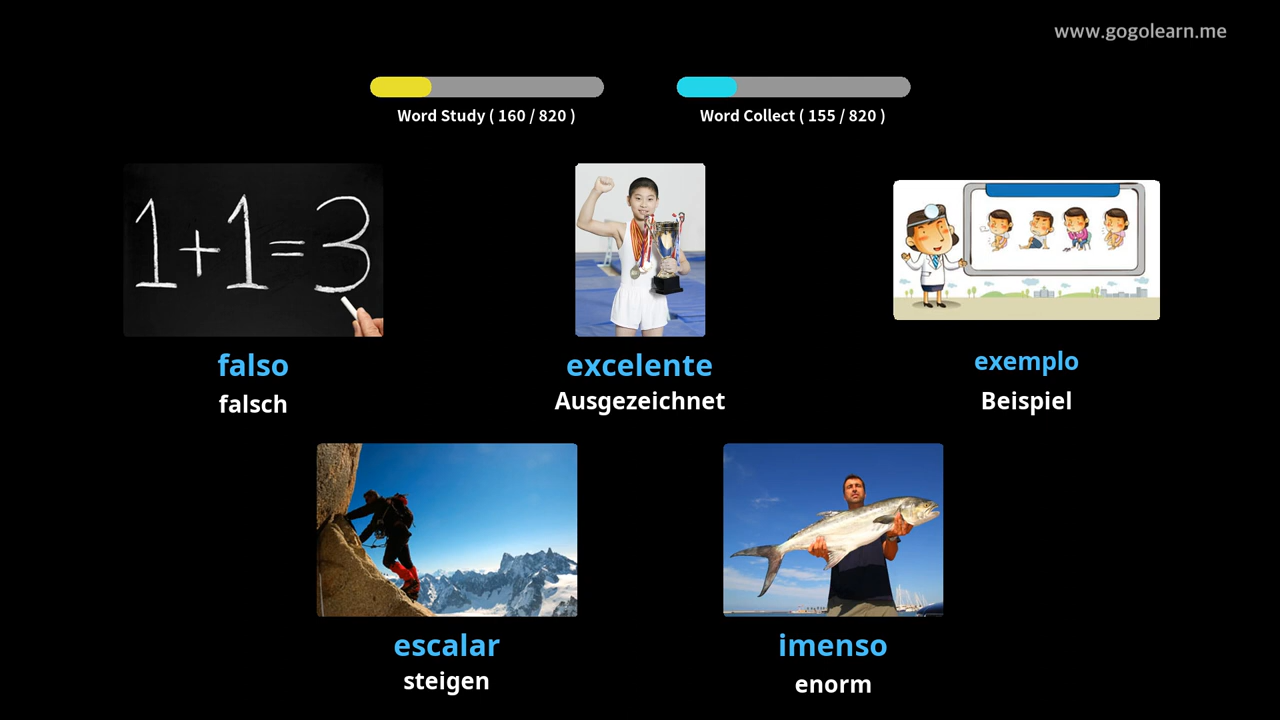 www.gogolearn.me
Word Study ( 160 / 820 )
Word Collect ( 155 / 820 )
1+1=3
falso
falsch
excelente
Ausgezeichnet
exemplo
Beispiel
escalar
steigen
imenso
enorm